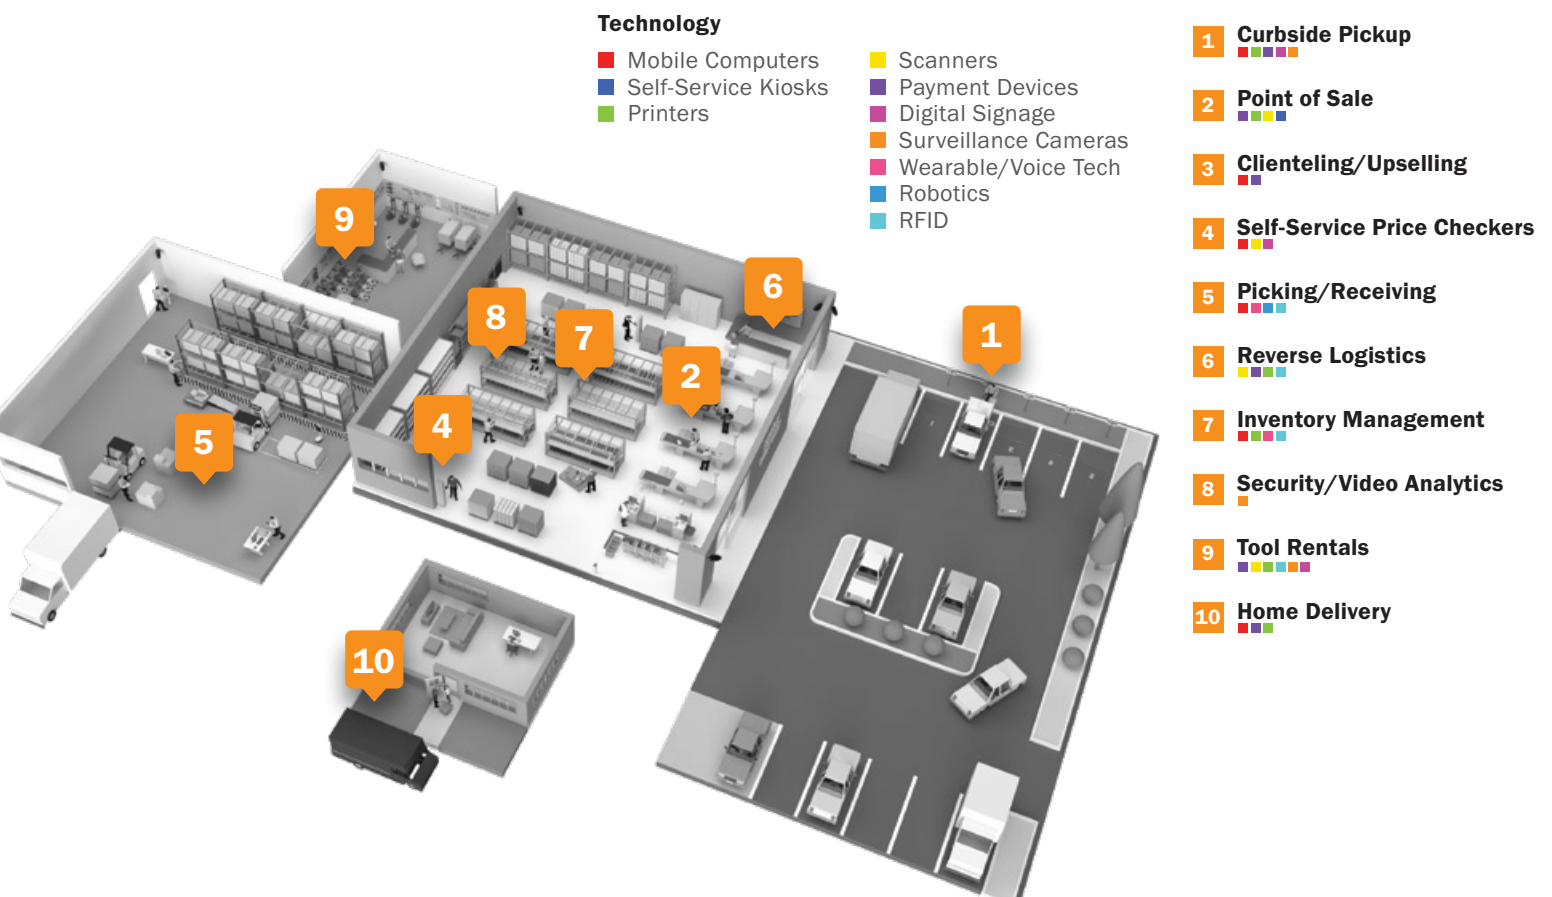 Technology
Mobile Computers
Self-Service Kiosks
Printers
Scanners
Payment Devices
Digital Signage
Surveillance Cameras
Wearable/Voice Tech
Robotics
RFID
1 Curbside Pickup
2 Point of Sale
3 Clienteling/Upselling
4 Self-Service Price Checkers
5 Picking/Receiving
6 Reverse Logistics
7 Inventory Management
8 Security/Video Analytics
9 Tool Rentals
10 Home Delivery
9
6
8
7
1
2
4
5
10